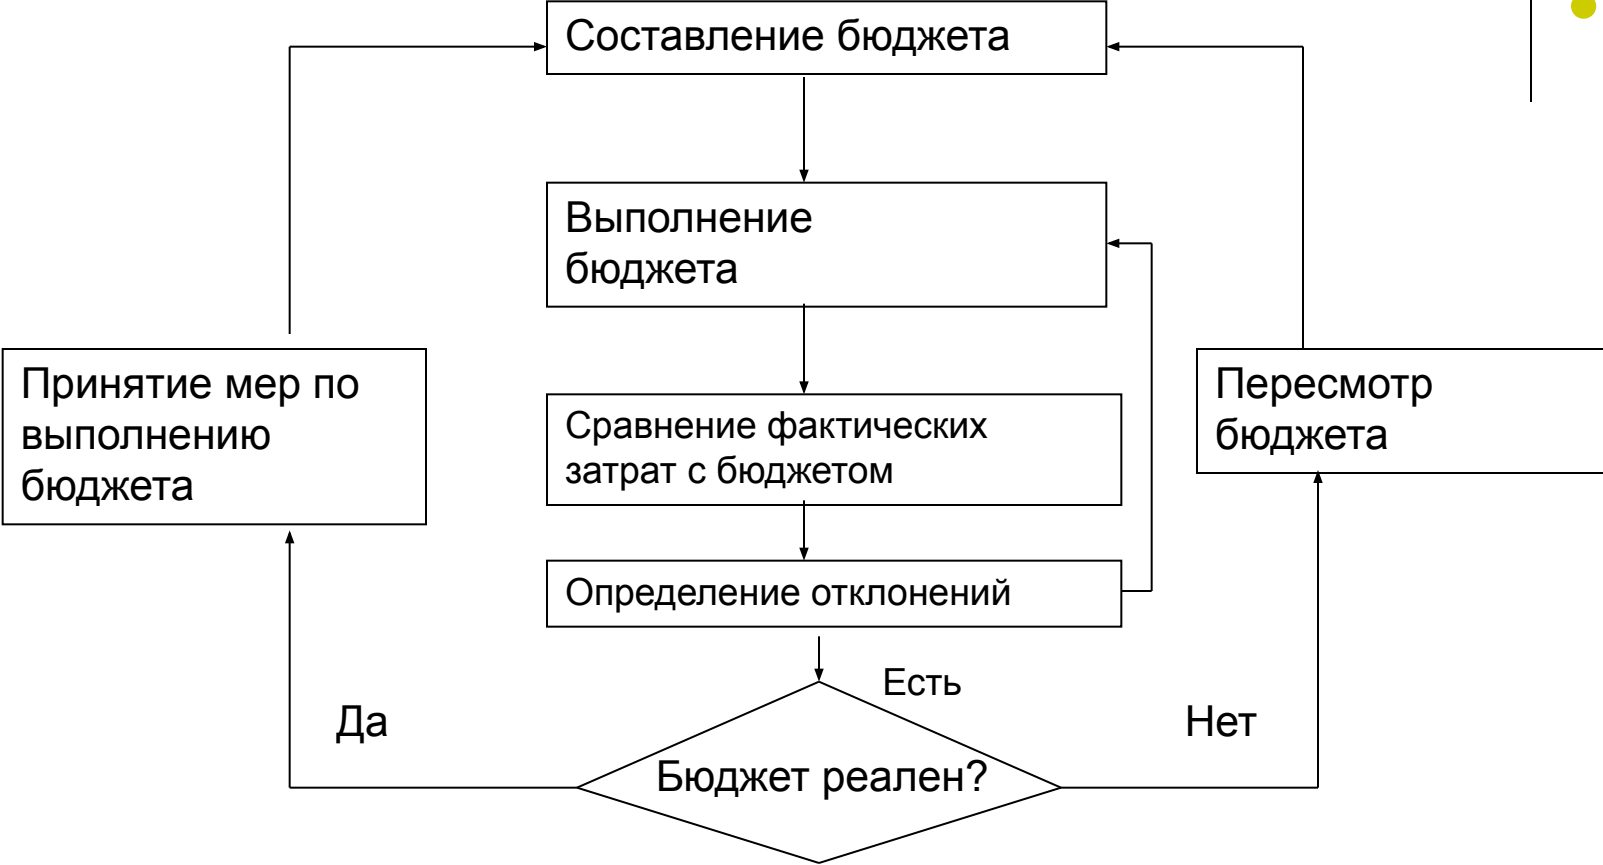 Составление бюджета
Выполнение
бюджета
Принятие мер по
выполнению
бюджета
Сравнение фактических
затрат с бюджетом
Пересмотр
бюджета
Определение отклонений
Есть
Да
Нет
Бюджет реален?